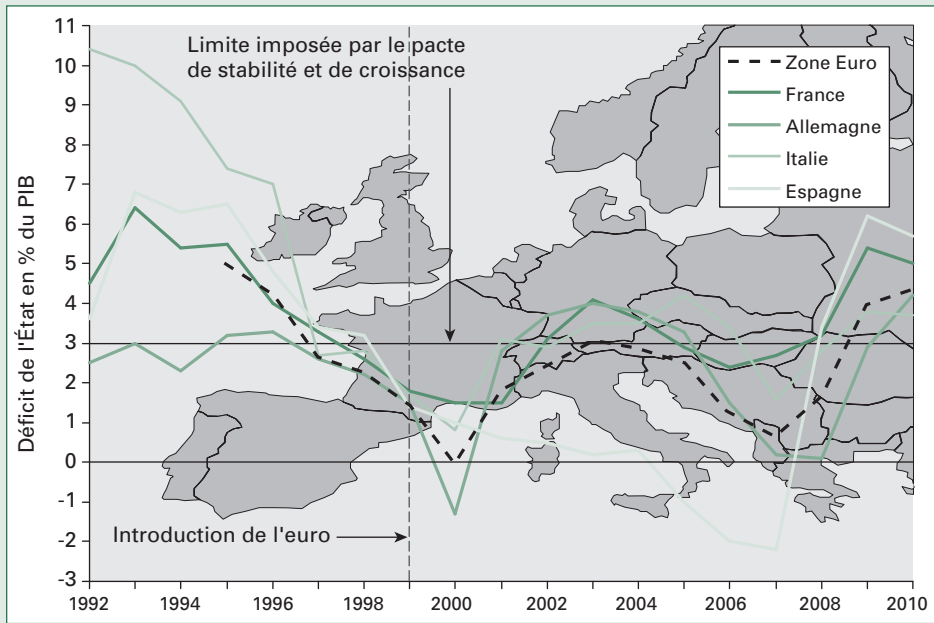 Déficit de l'État en % du PIB
11
10
9
8
7
6
5
4
3
2
1
0
-1
-2
-3
Limite imposée par le pacte
de stabilité et de croissance
Zone Euro
France
Allemagne
Italie
Espagne
Introduction de l'euro
1992
1994
1996
1998
2000
2002
2004
2006
2008
2010